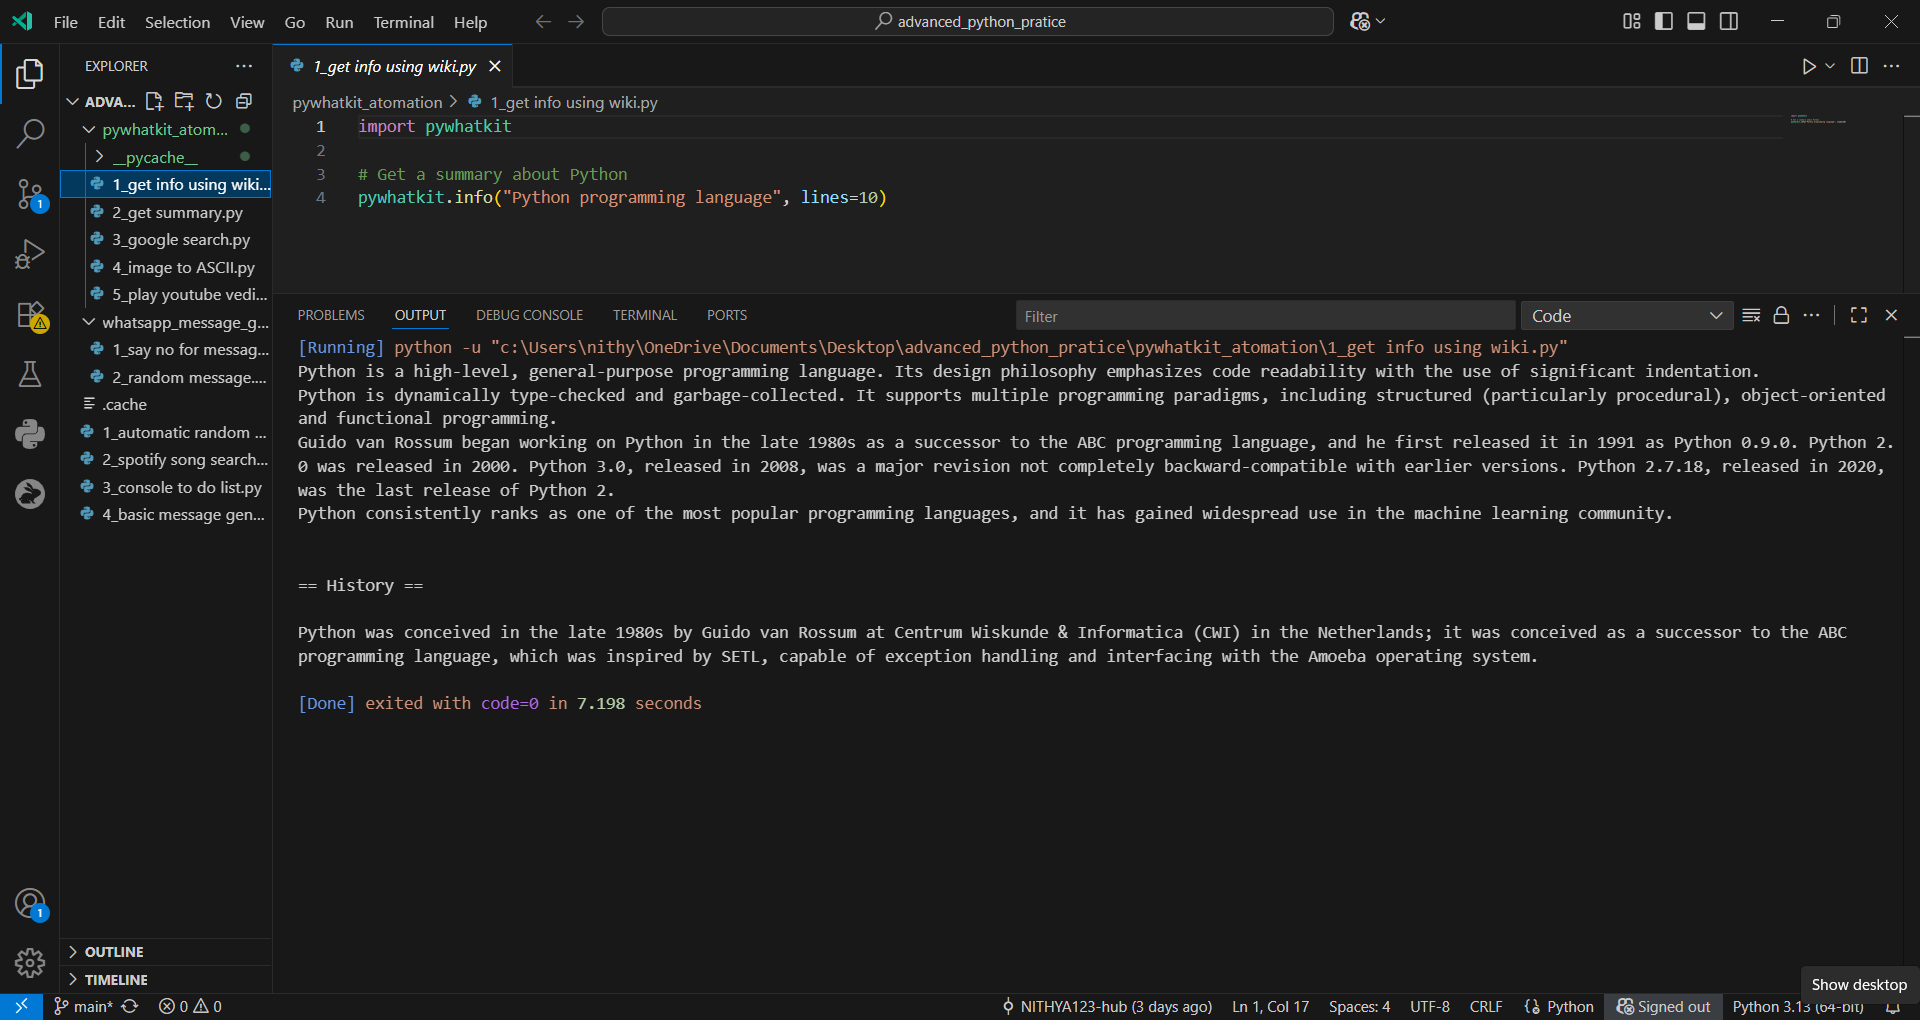 File Edit Selection View Go Run Terminal Help
advanced_python_pratice
EXPLORER
ADVA...
pywhatkit_atom...
__pycache__
1_get info using wiki...
2_get summary.py
3_google search.py
4_image to ASCII.py
5_play youtube vedi...
whatsapp_message_g...
1_say no for messag...
2_random message....
.cache
1_automatic random ...
2_spotify song search...
3_console to do list.py
4_basic message gen...
OUTLINE
TIMELINE
1_get info using wiki.py
pywhatkit_atomation > 1_get info using wiki.py
1 import pywhatkit
2
3 # Get a summary about Python
4 pywhatkit.info("Python programming language", lines=10)
PROBLEMS OUTPUT DEBUG CONSOLE TERMINAL PORTS
Filter
Code
[Running] python -u "c:\Users\nithy\OneDrive\Documents\Desktop\advanced_python_pratice\pywhatkit_atomation\1_get info using wiki.py"
Python is a high-level, general-purpose programming language. Its design philosophy emphasizes code readability with the use of significant indentation.
Python is dynamically type-checked and garbage-collected. It supports multiple programming paradigms, including structured (particularly procedural), object-oriented
and functional programming.
Guido van Rossum began working on Python in the late 1980s as a successor to the ABC programming language, and he first released it in 1991 as Python 0.9.0. Python 2.
0 was released in 2000. Python 3.0, released in 2008, was a major revision not completely backward-compatible with earlier versions. Python 2.7.18, released in 2020,
was the last release of Python 2.
Python consistently ranks as one of the most popular programming languages, and it has gained widespread use in the machine learning community.
== History ==
Python was conceived in the late 1980s by Guido van Rossum at Centrum Wiskunde & Informatica (CWI) in the Netherlands; it was conceived as a successor to the ABC
programming language, which was inspired by SETL, capable of exception handling and interfacing with the Amoeba operating system.
[Done] exited with code=0 in 7.198 seconds
1
1
Show desktop
main* 0 0 NITHYA123-hub (3 days ago) Ln 1, Col 17 Spaces: 4 UTF-8 CRLF Python Signed out Python 3.13 (64-bit)